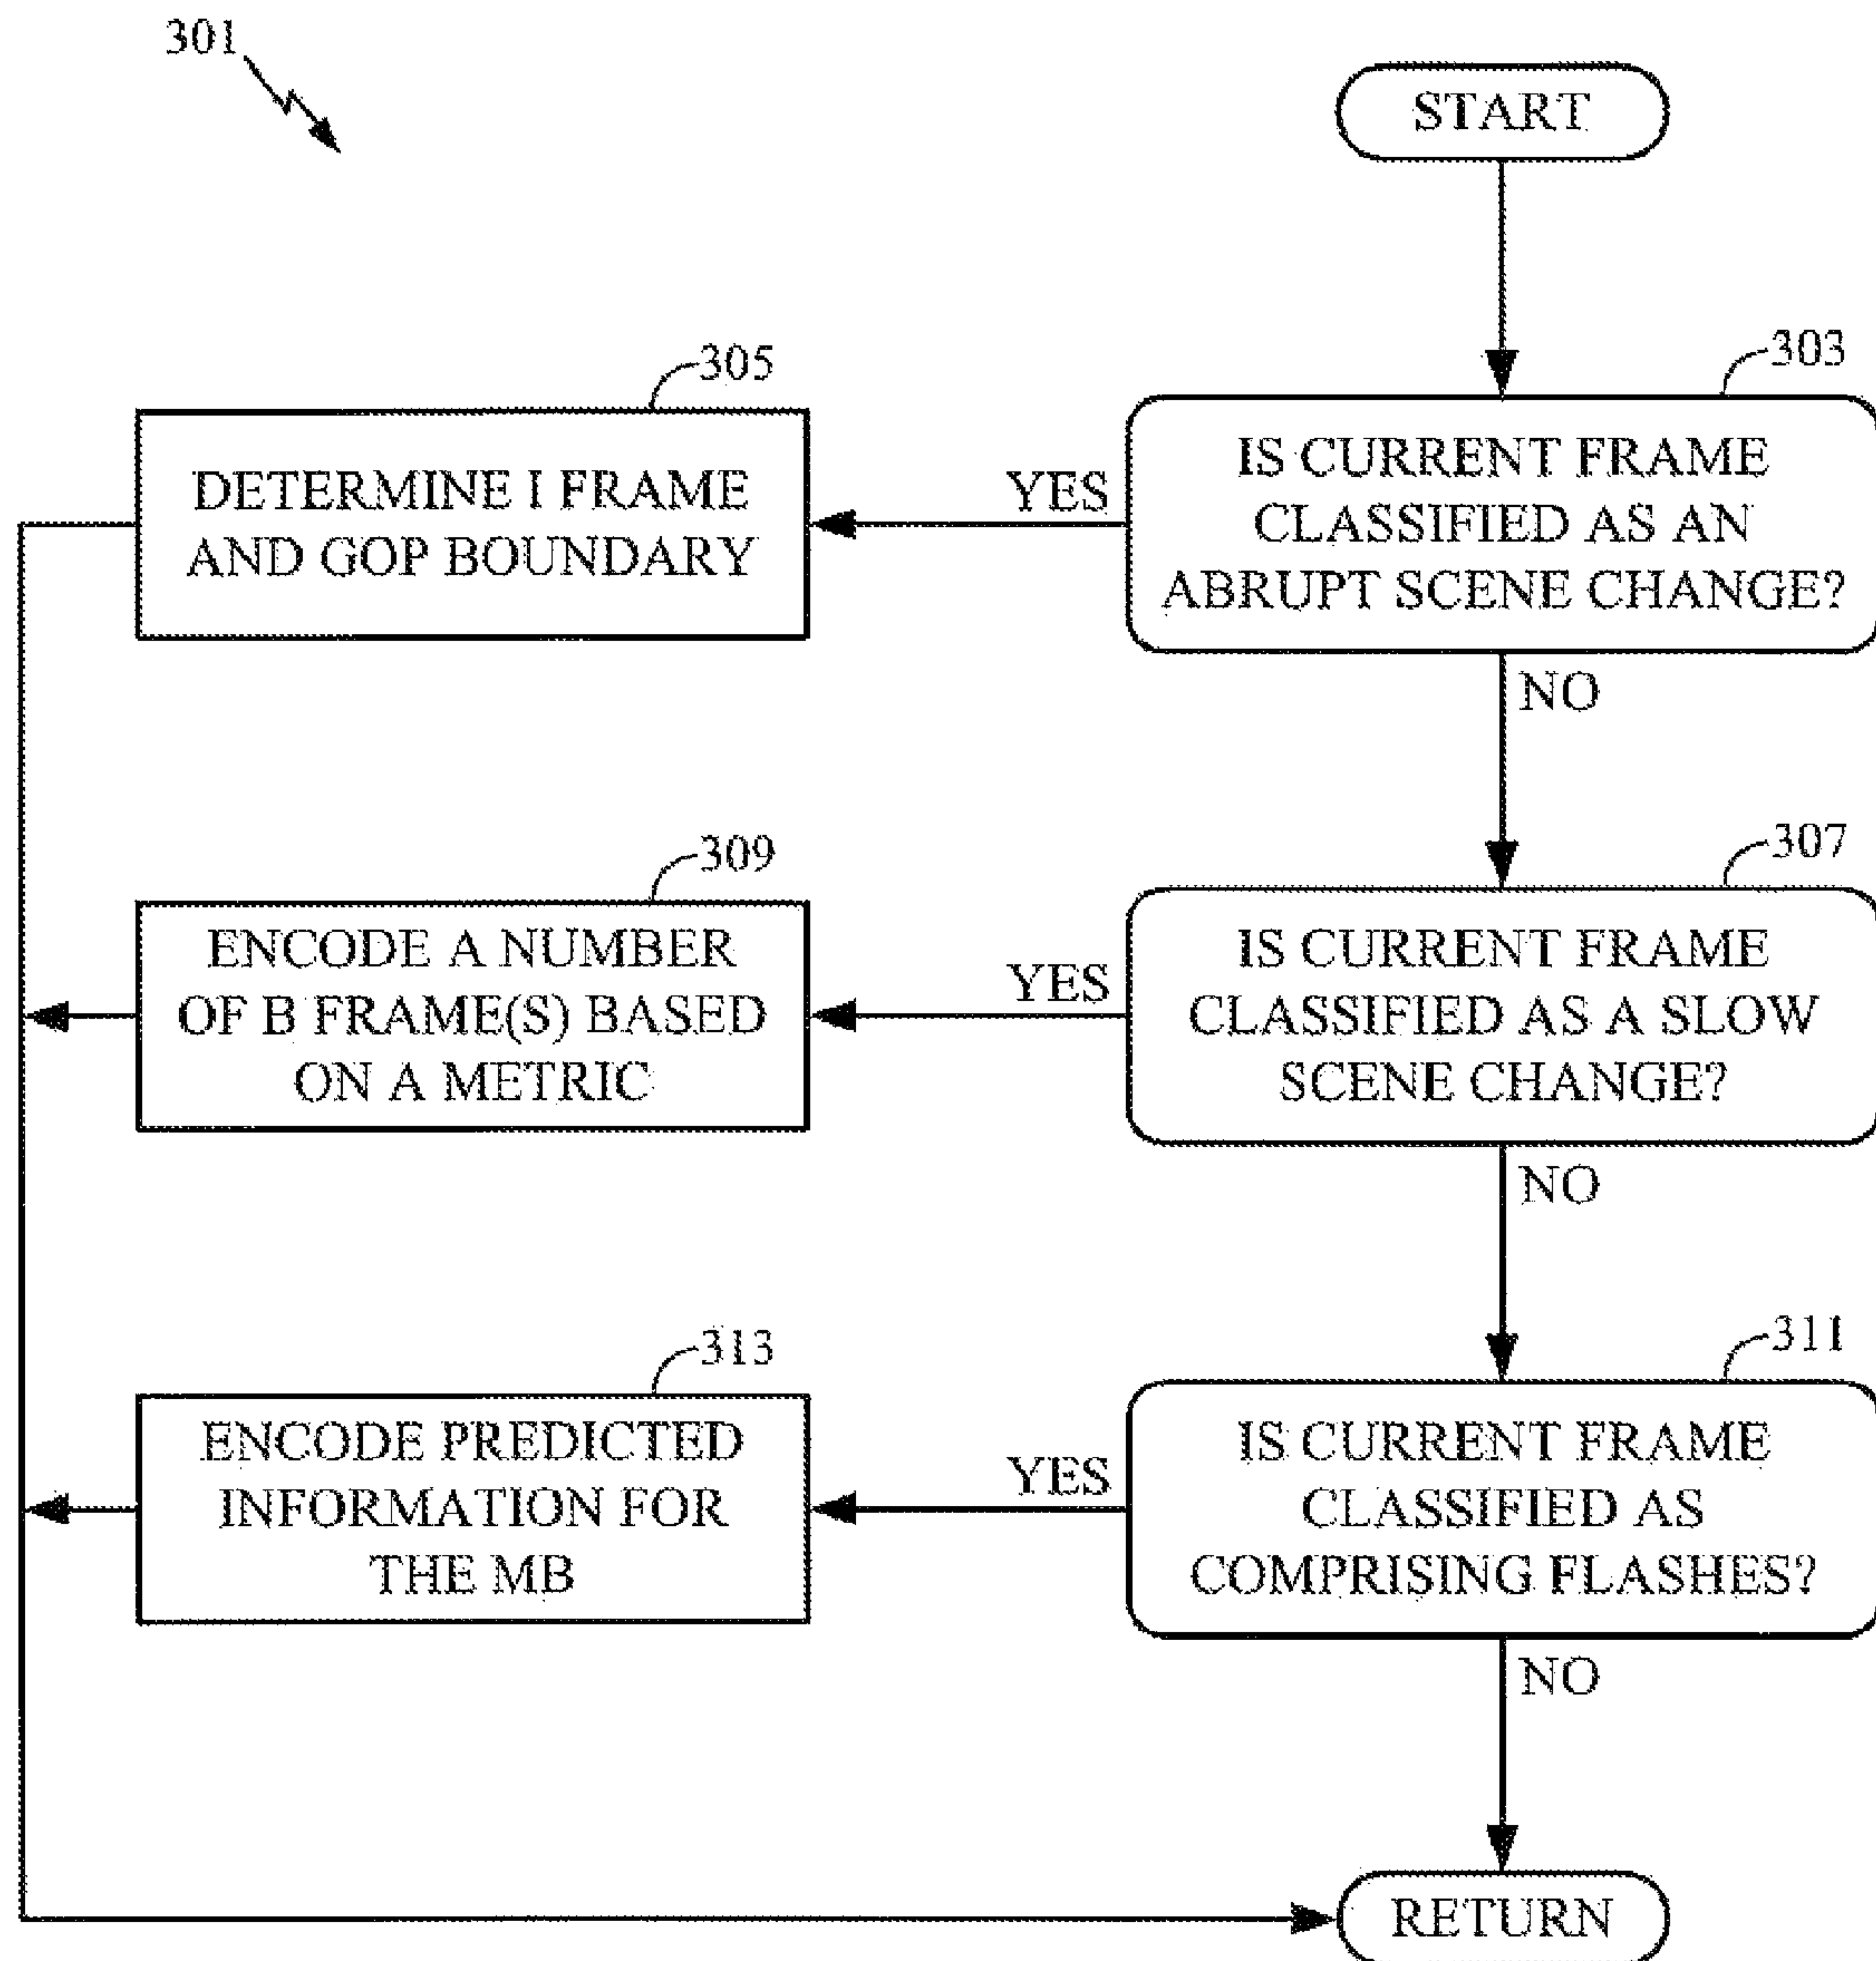 301
START
305
303
DETERMINE I FRAME
AND GOP BOUNDARY
YES
IS CURRENT FRAME
CLASSIFIED AS AN
ABRUPT SCENE CHANGE?
NO
309
307
ENCODE A NUMBER
OF B FRAME(S) BASED
ON A METRIC
YES
IS CURRENT FRAME
CLASSIFIED AS A SLOW
SCENE CHANGE?
NO
313
311
ENCODE PREDICTED
INFORMATION FOR
THE MB
YES
IS CURRENT FRAME
CLASSIFIED AS
COMPRISING FLASHES?
NO
RETURN